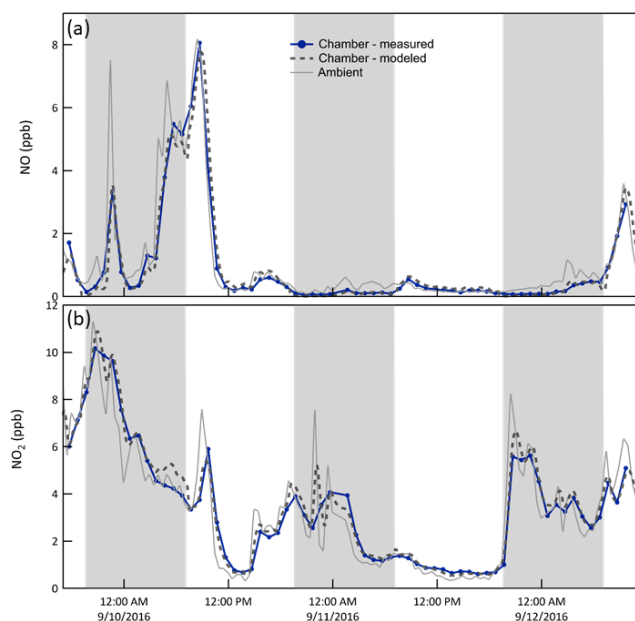 (a)
Chamber - measured
Chamber - modeled
Ambient
NO (ppb)
8
6
4
2
0
(b)
NO₂ (ppb)
12
10
8
6
4
2
0
12:00 AM 12:00 PM 12:00 AM 12:00 PM 12:00 AM
9/10/2016 9/11/2016 9/12/2016